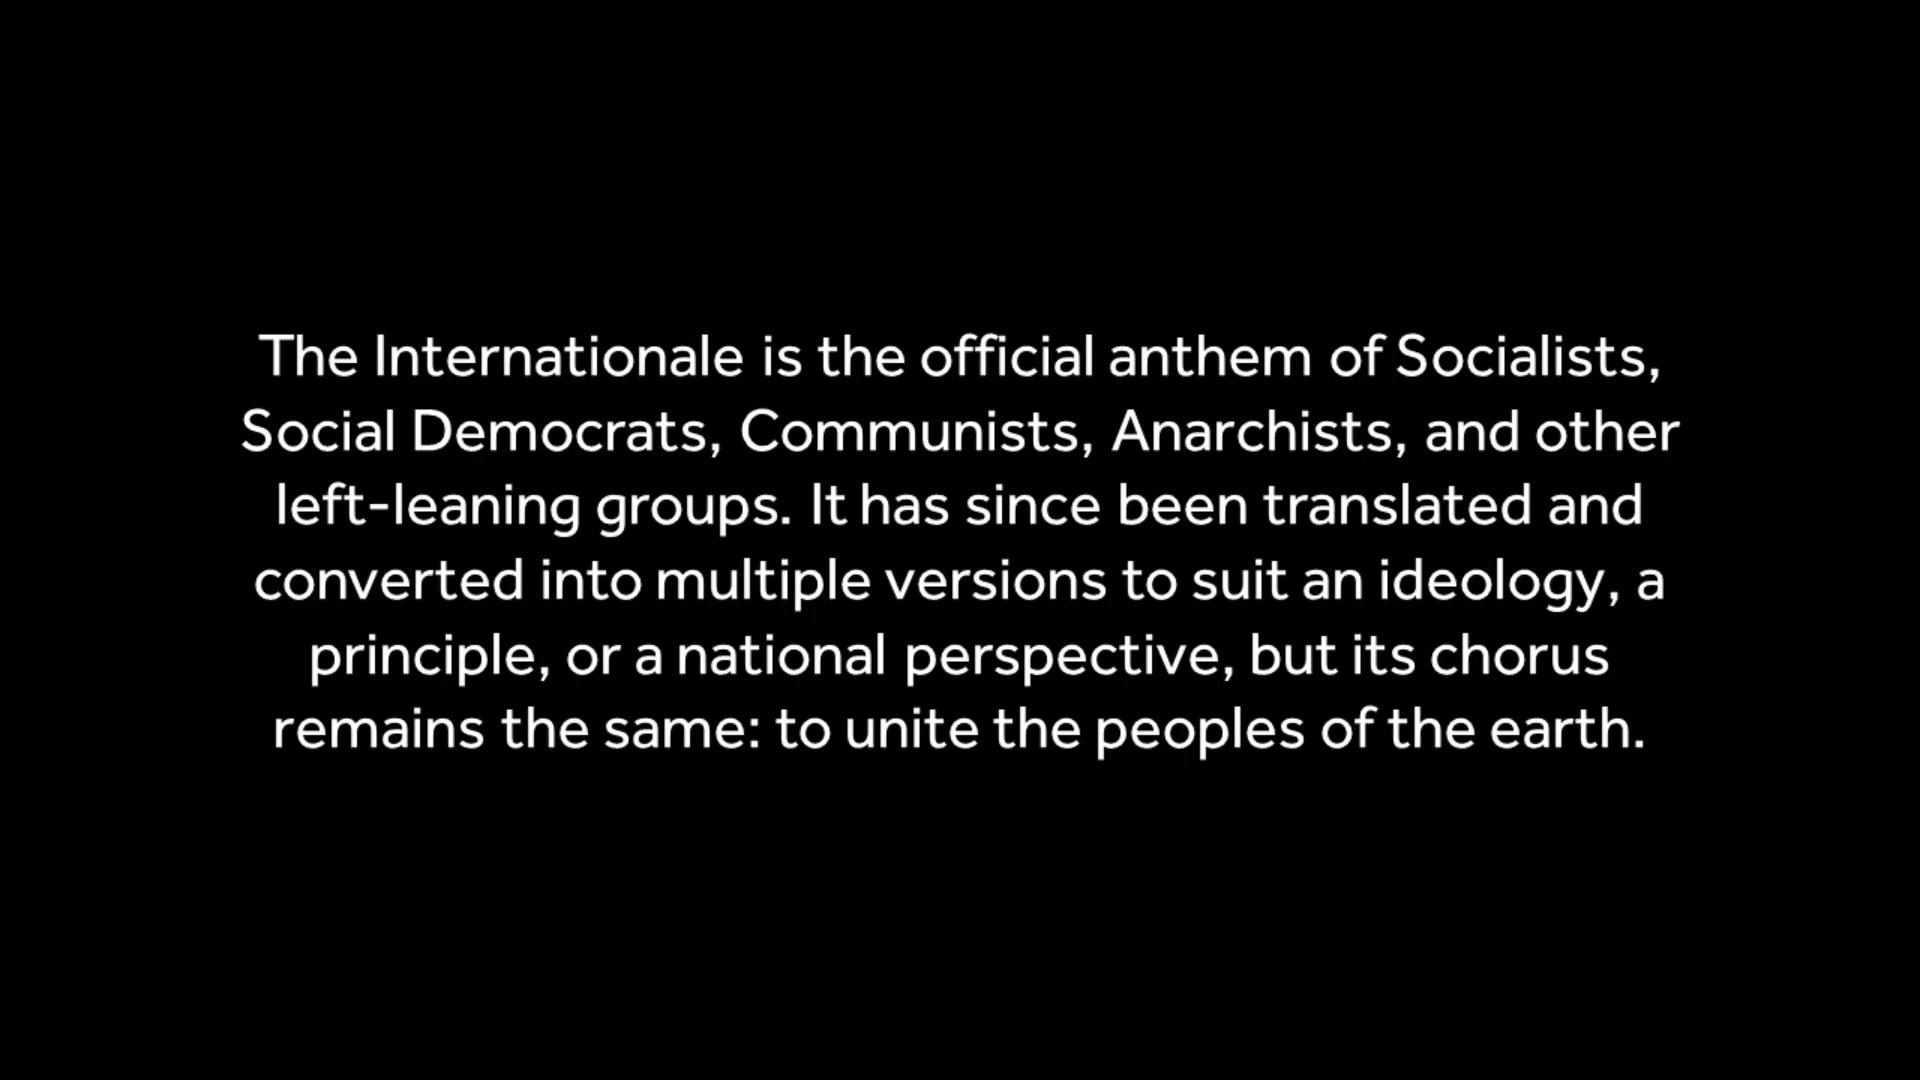 The Internationale is the official anthem of Socialists,
Social Democrats, Communists, Anarchists, and other
left-leaning groups. It has since been translated and
converted into multiple versions to suit an ideology, a
principle, or a national perspective, but its chorus
remains the same: to unite the peoples of the earth.